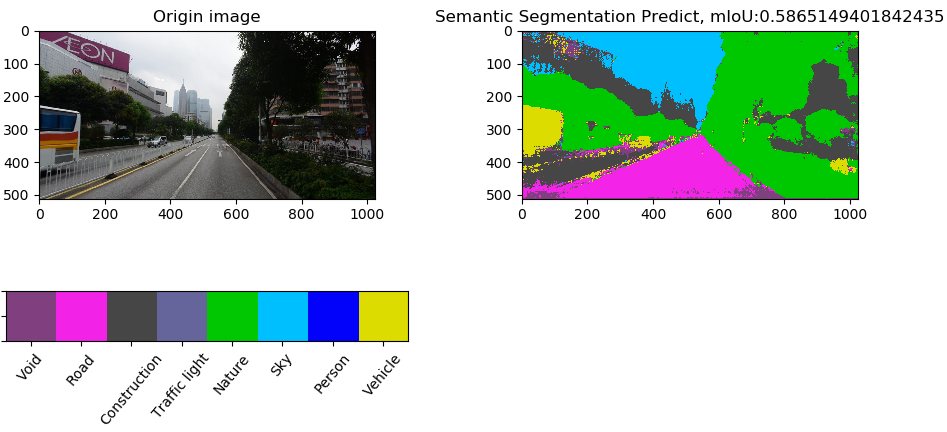 Origin image
Semantic Segmentation Predict, mIoU:0.5865149401842435
0
100
200
300
400
500
0 200 400 600 800 1000
0
100
200
300
400
500
0 200 400 600 800 1000
ÆON
Void
Road
Construction
Traffic light
Nature
Sky
Person
Vehicle